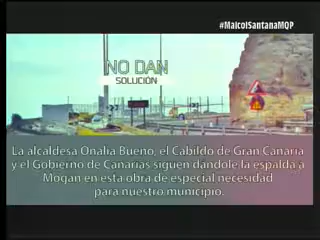 #MaicolSantanaMQP
NO DAN
SOLUCIÓN
La alcaldesa Onalia Bueno, el Cabildo de Gran Canaria
y el Gobierno de Canarias siguen dándole la espalda a
Mogan en esta obra de especial necesidad
para nuestro municipio.